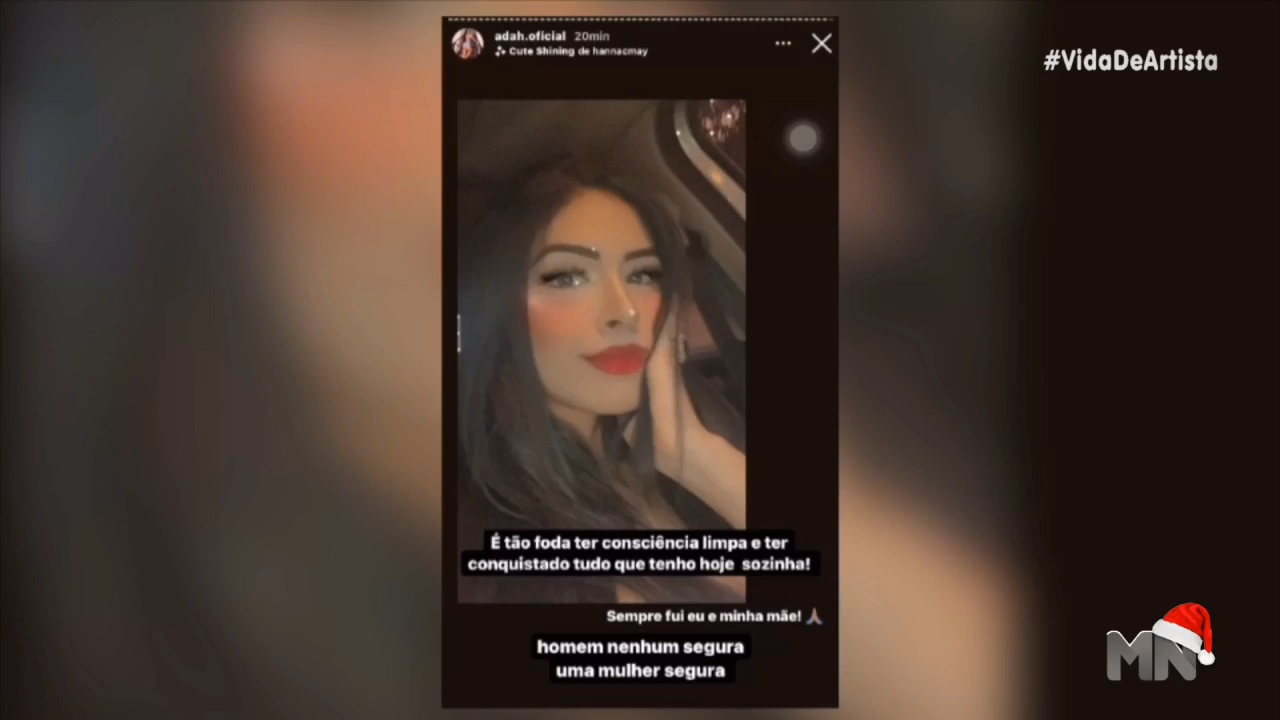 adah.oficial 20min
Cute Shining de hannacmay
#VidaDeArtista
É tão foda ter consciência limpa e ter
conquistado tudo que tenho hoje sozinha!
Sempre fui eu e minha mãe! 🙏🏽
homem nenhum segura
uma mulher segura
MN